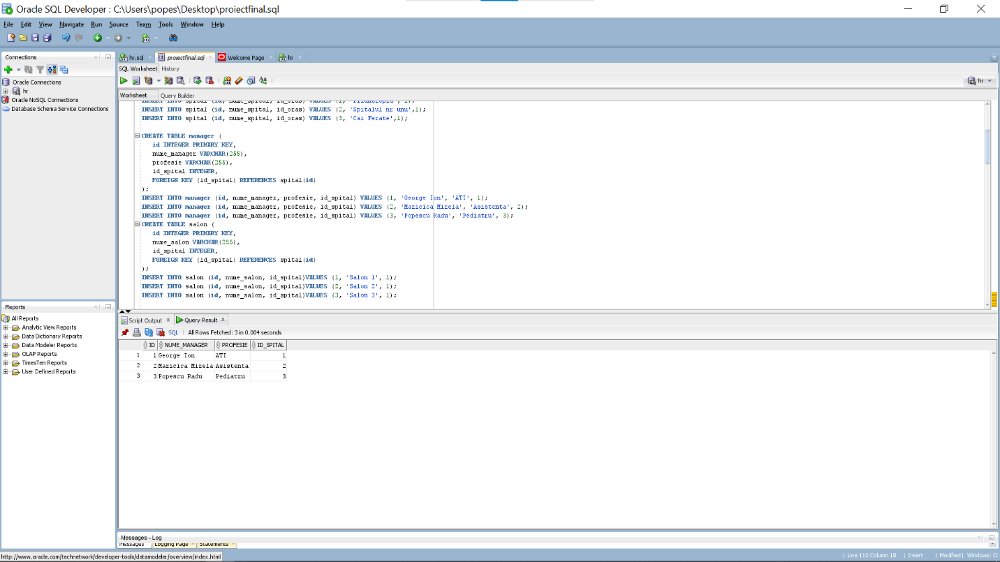 Oracle SQL Developer : C:\Users\popes\Desktop\proiectfinal.sql
File Edit View Navigate Run Source Team Tools Window Help
Connections
Oracle Connections
hr
Oracle NoSQL Connections
Database Schema Service Connections
Reports
All Reports
Analytic View Reports
Data Dictionary Reports
Data Modeler Reports
OLAP Reports
TimesTen Reports
User Defined Reports
hr.sql proiectfinal.sql Welcome Page hr
SQL Worksheet History
hr
Worksheet Query Builder
INSERT INTO spital (id, nume_spital, id_oras) VALUES (1, 'Filantropia', 1);
INSERT INTO spital (id, nume_spital, id_oras) VALUES (2, 'Spitalul nr unu',1);
INSERT INTO spital (id, nume_spital, id_oras) VALUES (3, 'Cai Ferate',1);
CREATE TABLE manager (
id INTEGER PRIMARY KEY,
nume_manager VARCHAR(255),
profesie VARCHAR(255),
id_spital INTEGER,
FOREIGN KEY (id_spital) REFERENCES spital(id)
);
INSERT INTO manager (id, nume_manager, profesie, id_spital) VALUES (1, 'George Ion', 'ATI', 1);
INSERT INTO manager (id, nume_manager, profesie, id_spital) VALUES (2, 'Maricica Mirela', 'Asistenta', 2);
INSERT INTO manager (id, nume_manager, profesie, id_spital) VALUES (3, 'Popescu Radu', 'Pediatru', 3);
CREATE TABLE salon (
id INTEGER PRIMARY KEY,
nume_salon VARCHAR(255),
id_spital INTEGER,
FOREIGN KEY (id_spital) REFERENCES spital(id)
);
INSERT INTO salon (id, nume_salon, id_spital)VALUES (1, 'Salon 1', 1);
INSERT INTO salon (id, nume_salon, id_spital)VALUES (2, 'Salon 2', 1);
INSERT INTO salon (id, nume_salon, id_spital)VALUES (3, 'Salon 3', 1);
Script Output x Query Result x
SQL | All Rows Fetched: 3 in 0.004 seconds
ID NUME_MANAGER PROFESIE ID_SPITAL
1 1 George Ion ATI 1
2 2 Maricica Mirela Asistenta 2
3 3 Popescu Radu Pediatru 3
Messages - Log
Messages Logging Page Statements
http://www.oracle.com/technetwork/developer-tools/datamodeler/overview/index.html
| Line 110 Column 18 | Insert | Modified | Windows: C